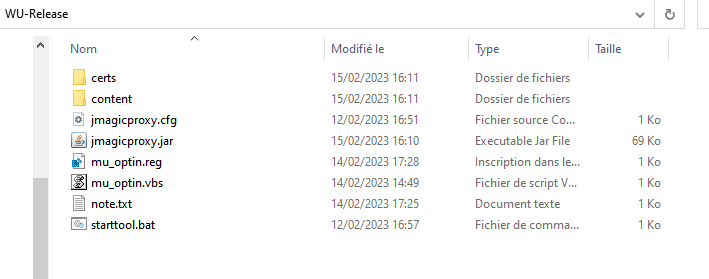 WU-Release
Nom Modifié le Type Taille
certs 15/02/2023 16:11 Dossier de fichiers
content 15/02/2023 16:11 Dossier de fichiers
jmagicproxy.cfg 12/02/2023 16:51 Fichier source Co... 1 Ko
jmagicproxy.jar 15/02/2023 16:10 Executable Jar File 69 Ko
mu_optin.reg 14/02/2023 17:28 Inscription dans le... 1 Ko
mu_optin.vbs 14/02/2023 14:49 Fichier de script V... 1 Ko
note.txt 14/02/2023 17:25 Document texte 1 Ko
starttool.bat 12/02/2023 16:57 Fichier de comma... 1 Ko